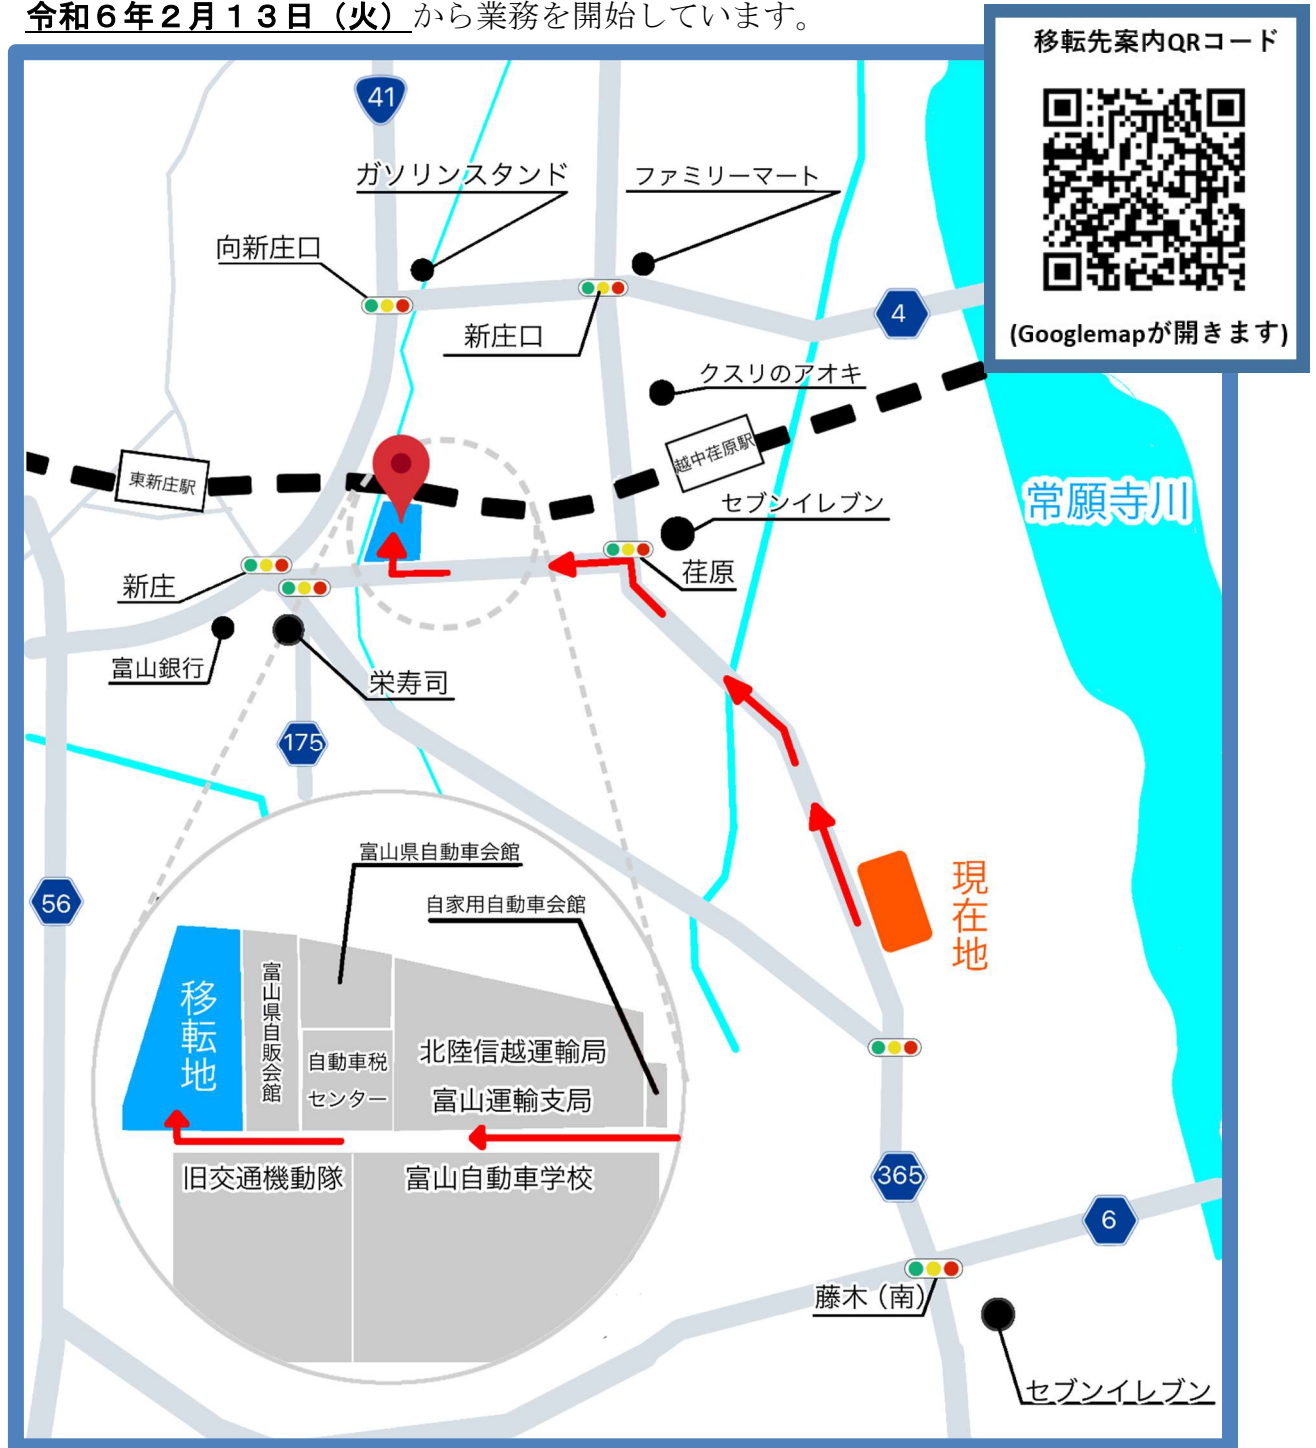 令和６年２月１３日（火）から業務を開始しています。
移転先案内QRコード
(Googlemapが開きます)
41
ガソリンスタンド
ファミリーマート
向新庄口
新庄口
4
クスリのアオキ
越中荏原駅
東新庄駅
セブンイレブン
常願寺川
荏原
新庄
富山銀行
栄寿司
175
56
富山県自動車会館
自家用自動車会館
現在地
移転地
富山県自販会館
自動車税
センター
北陸信越運輸局
富山運輸支局
旧交通機動隊
富山自動車学校
365
6
藤木（南）
セブンイレブン